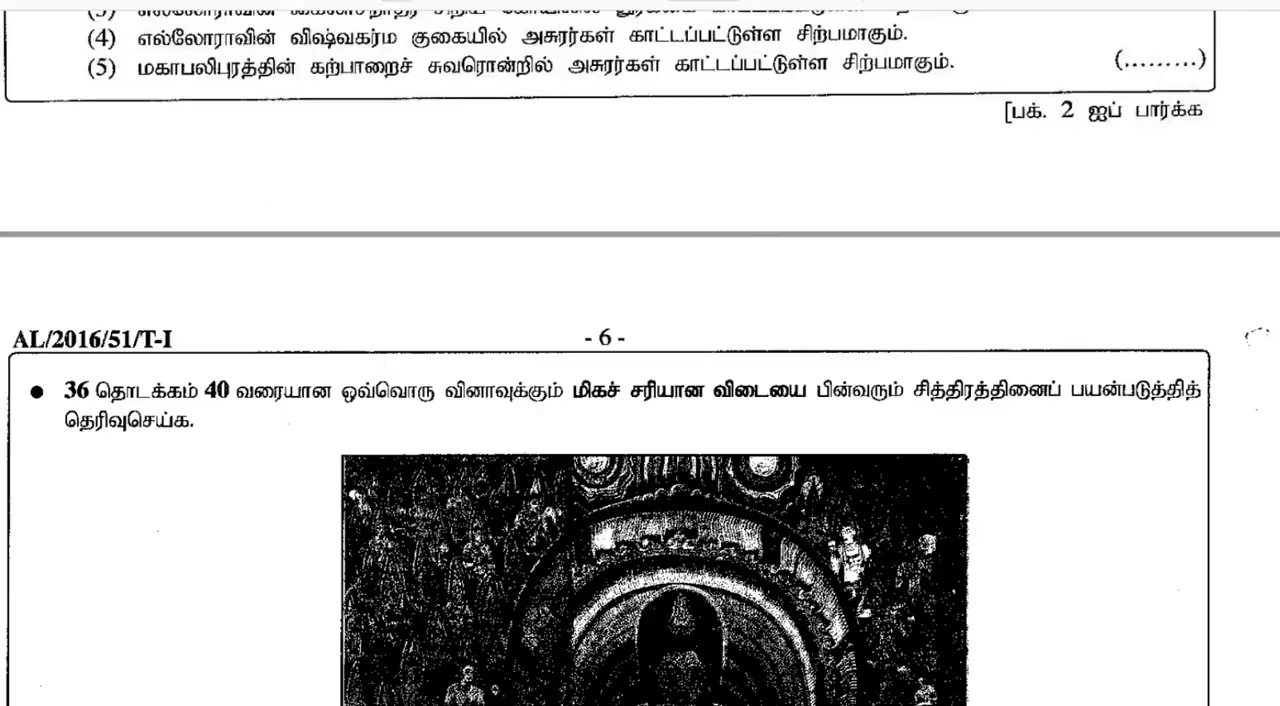 (4) எல்லோராவின் விஷ்வகர்ம குகையில் அசுரர்கள் காட்டப்பட்டுள்ள சிற்பமாகும்.
(5) மகாபலிபுரத்தின் கற்பாறைச் சுவரொன்றில் அசுரர்கள் காட்டப்பட்டுள்ள சிற்பமாகும். (.........)
[பக். 2 ஐப் பார்க்க
AL/2016/51/T-I
- 6 -
● 36 தொடக்கம் 40 வரையான ஒவ்வொரு வினாவுக்கும் மிகச் சரியான விடையை பின்வரும் சித்திரத்தினைப் பயன்படுத்தித்
தெரிவுசெய்க.